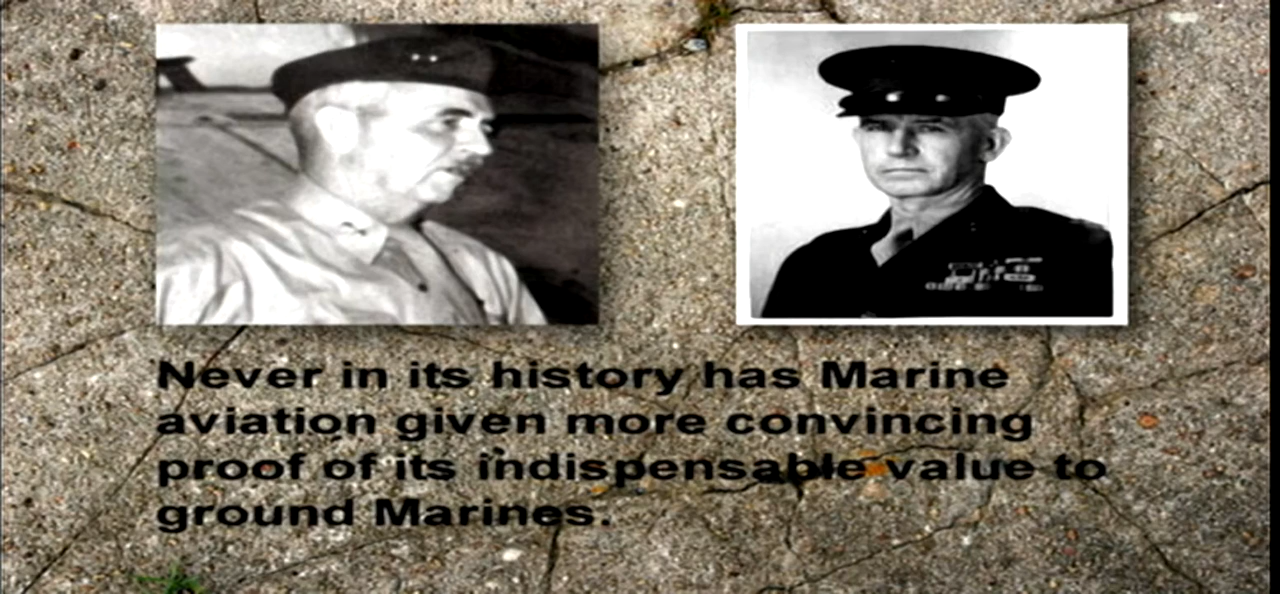 Never in its history has Marine
aviation given more convincing
proof of its indispensable value to
ground Marines.